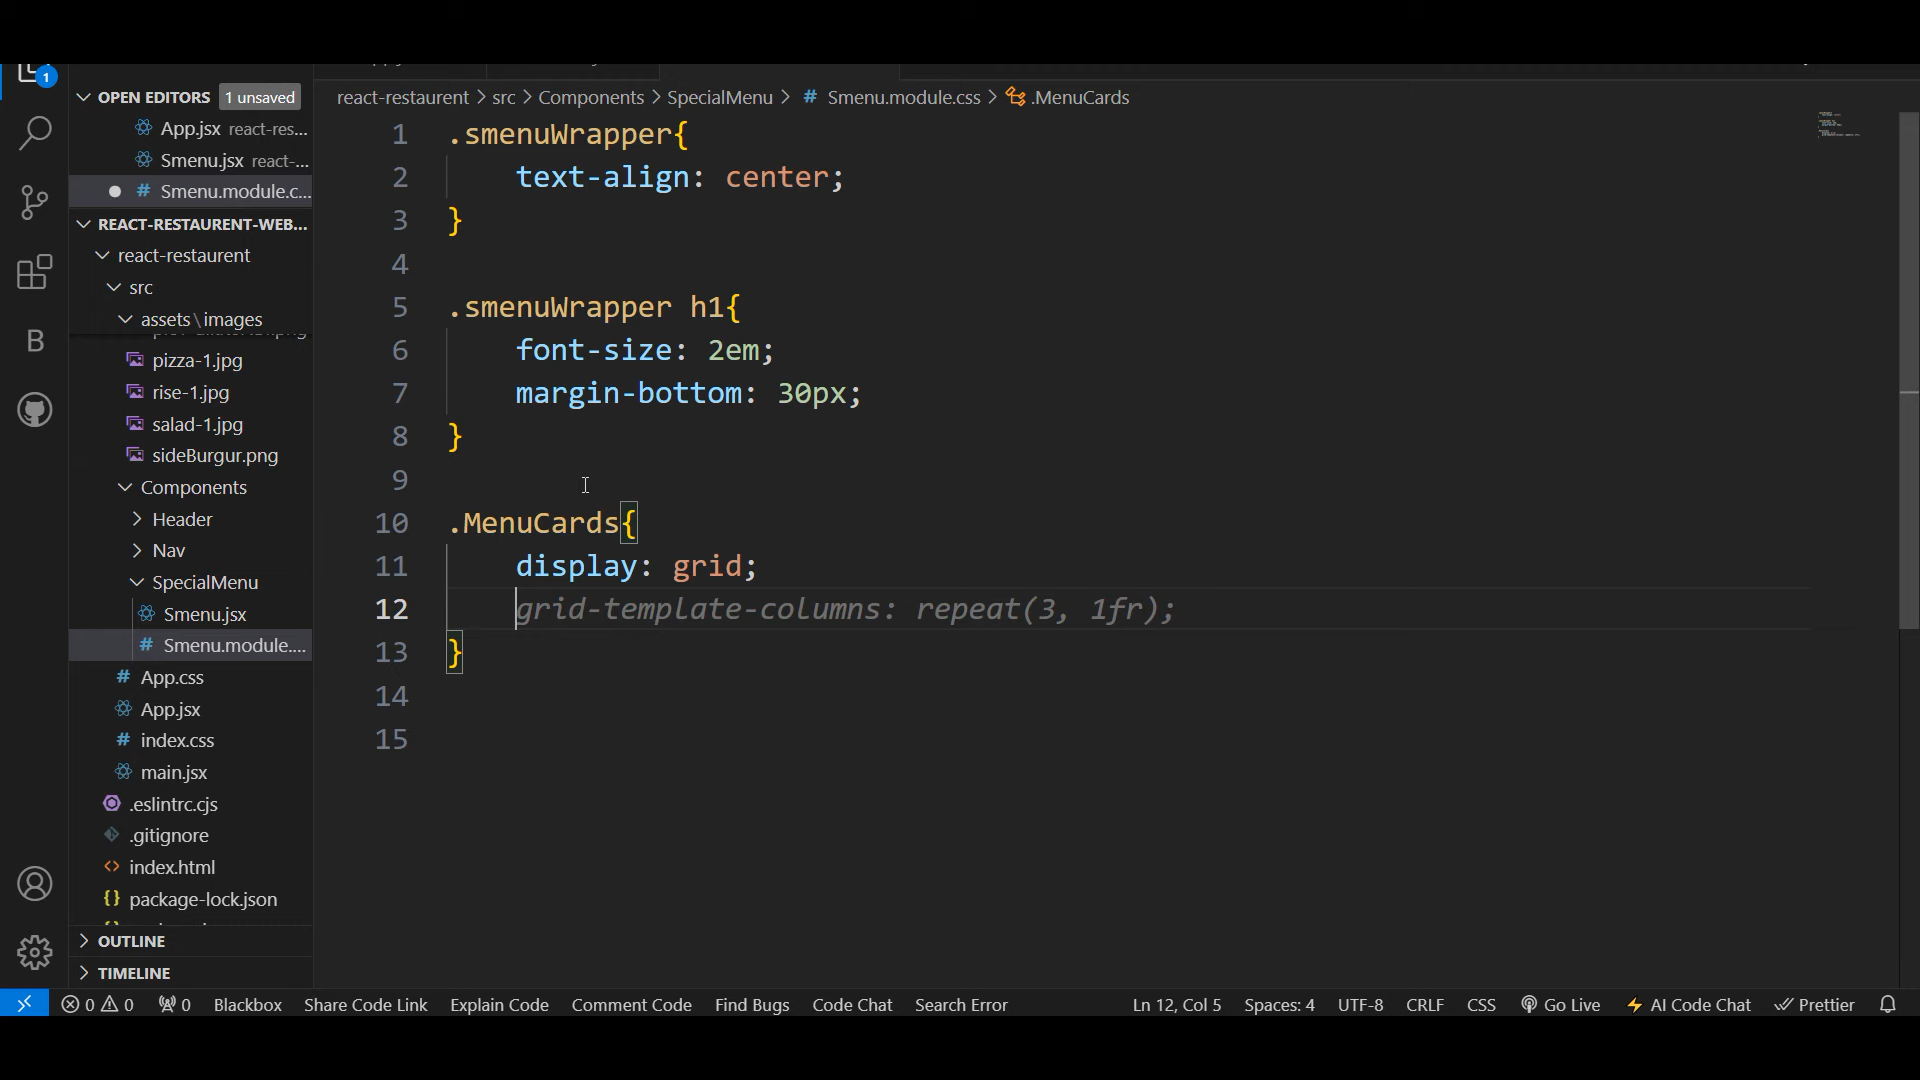 1
OPEN EDITORS 1 unsaved
App.jsx react-res...
Smenu.jsx react-...
# Smenu.module.c...
REACT-RESTAURENT-WEB...
react-restaurent
src
assets\images
pizza-1.jpg
rise-1.jpg
salad-1.jpg
sideBurgur.png
Components
Header
Nav
SpecialMenu
Smenu.jsx
# Smenu.module....
# App.css
App.jsx
# index.css
main.jsx
.eslintrc.cjs
.gitignore
<> index.html
{} package-lock.json
OUTLINE
TIMELINE
B
react-restaurent > src > Components > SpecialMenu > # Smenu.module.css > .MenuCards
1 .smenuWrapper{
2 text-align: center;
3 }
4
5 .smenuWrapper h1{
6 font-size: 2em;
7 margin-bottom: 30px;
8 }
9
10 .MenuCards{
11 display: grid;
12 grid-template-columns: repeat(3, 1fr);
13 }
14
15
0 0 0 Blackbox Share Code Link Explain Code Comment Code Find Bugs Code Chat Search Error Ln 12, Col 5 Spaces: 4 UTF-8 CRLF CSS Go Live AI Code Chat Prettier